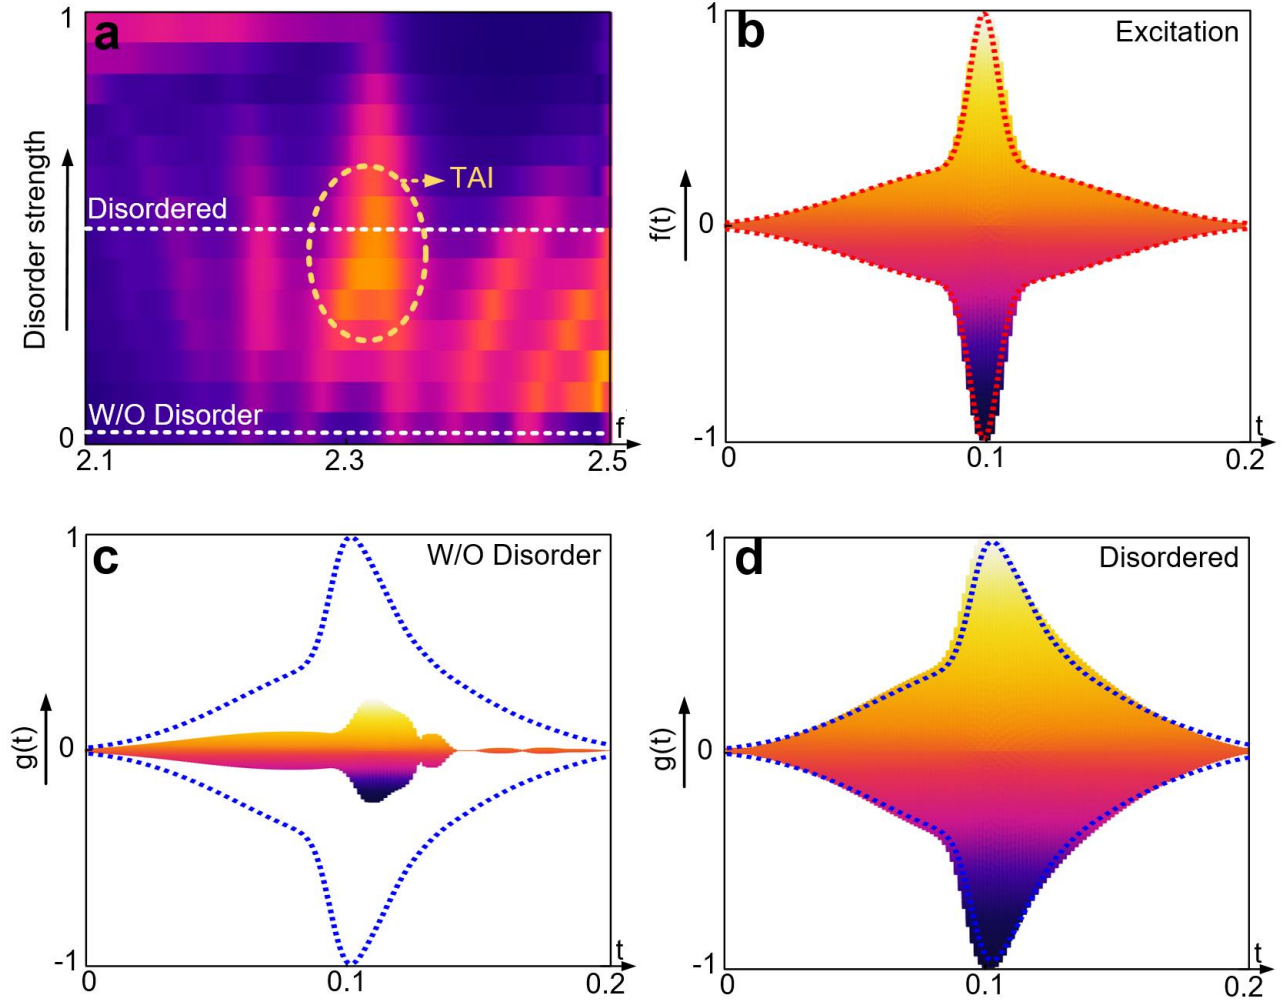 a
1
Disorder strength
TAI
Disordered
W/O Disorder
0
f
2.1
2.3
2.5
b
1
Excitation
f(t)
0
-1
t
0
0.1
0.2
c
1
W/O Disorder
g(t)
0
-1
t
0
0.1
0.2
d
1
Disordered
g(t)
0
-1
t
0
0.1
0.2